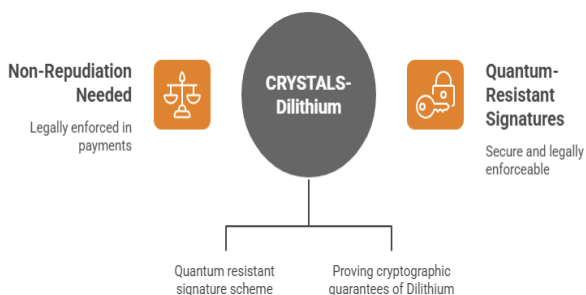 Non-Repudiation
Needed
Legally enforced in
payments
CRYSTALS-
Dilithium
Quantum-
Resistant
Signatures
Secure and legally
enforceable
Quantum resistant
signature scheme
Proving cryptographic
guarantees of Dilithium